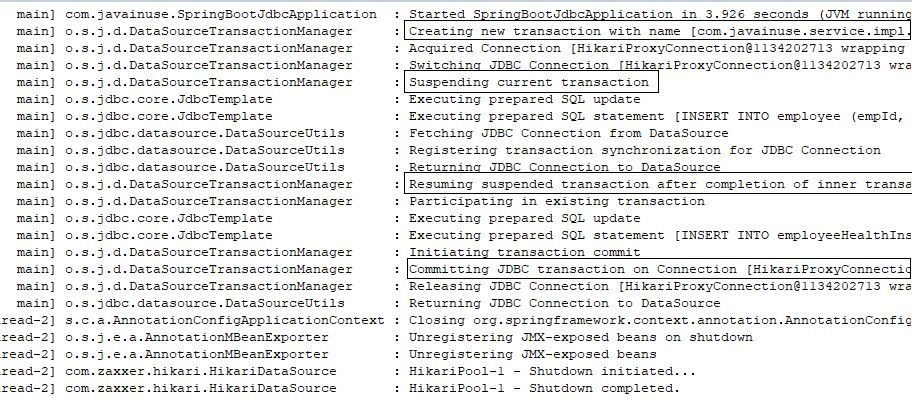 main] com.javainuse.SpringBootJdbcApplication : Started SpringBootJdbcApplication in 3.926 seconds (JVM running
main] o.s.j.d.DataSourceTransactionManager : Creating new transaction with name [com.javainuse.service.impl.
main] o.s.j.d.DataSourceTransactionManager : Acquired Connection [HikariProxyConnection@1134202713 wrapping
main] o.s.j.d.DataSourceTransactionManager : Switching JDBC Connection [HikariProxyConnection@1134202713 wra
main] o.s.j.d.DataSourceTransactionManager : Suspending current transaction
main] o.s.jdbc.core.JdbcTemplate : Executing prepared SQL update
main] o.s.jdbc.core.JdbcTemplate : Executing prepared SQL statement [INSERT INTO employee (empId,
main] o.s.jdbc.datasource.DataSourceUtils : Fetching JDBC Connection from DataSource
main] o.s.jdbc.datasource.DataSourceUtils : Registering transaction synchronization for JDBC Connection
main] o.s.jdbc.datasource.DataSourceUtils : Returning JDBC Connection to DataSource
main] o.s.j.d.DataSourceTransactionManager : Resuming suspended transaction after completion of inner transa
main] o.s.j.d.DataSourceTransactionManager : Participating in existing transaction
main] o.s.jdbc.core.JdbcTemplate : Executing prepared SQL update
main] o.s.jdbc.core.JdbcTemplate : Executing prepared SQL statement [INSERT INTO employeeHealthIns
main] o.s.j.d.DataSourceTransactionManager : Initiating transaction commit
main] o.s.j.d.DataSourceTransactionManager : Committing JDBC transaction on Connection [HikariProxyConnectio
main] o.s.j.d.DataSourceTransactionManager : Releasing JDBC Connection [HikariProxyConnection@1134202713 wra
main] o.s.jdbc.datasource.DataSourceUtils : Returning JDBC Connection to DataSource
read-2] s.c.a.AnnotationConfigApplicationContext : Closing org.springframework.context.annotation.AnnotationConfig
read-2] o.s.j.e.a.AnnotationMBeanExporter : Unregistering JMX-exposed beans on shutdown
read-2] o.s.j.e.a.AnnotationMBeanExporter : Unregistering JMX-exposed beans
read-2] com.zaxxer.hikari.HikariDataSource : HikariPool-1 - Shutdown initiated...
read-2] com.zaxxer.hikari.HikariDataSource : HikariPool-1 - Shutdown completed.